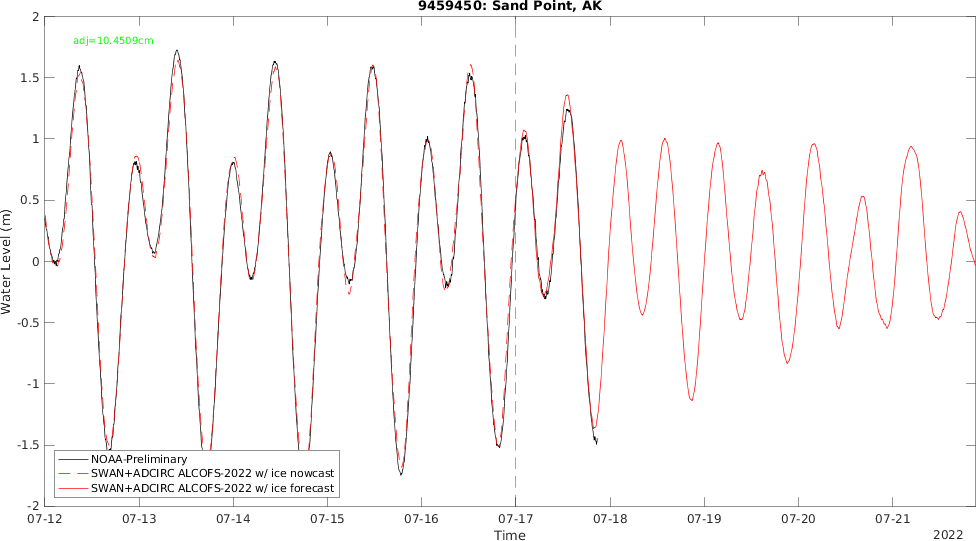 9459450: Sand Point, AK
adj=10.4509cm
2
1.5
1
0.5
0
-0.5
-1
-1.5
-2
Water Level (m)
NOAA-Preliminary
SWAN+ADCIRC ALCOFS-2022 w/ ice nowcast
SWAN+ADCIRC ALCOFS-2022 w/ ice forecast
07-12 07-13 07-14 07-15 07-16 07-17 07-18 07-19 07-20 07-21
Time
2022